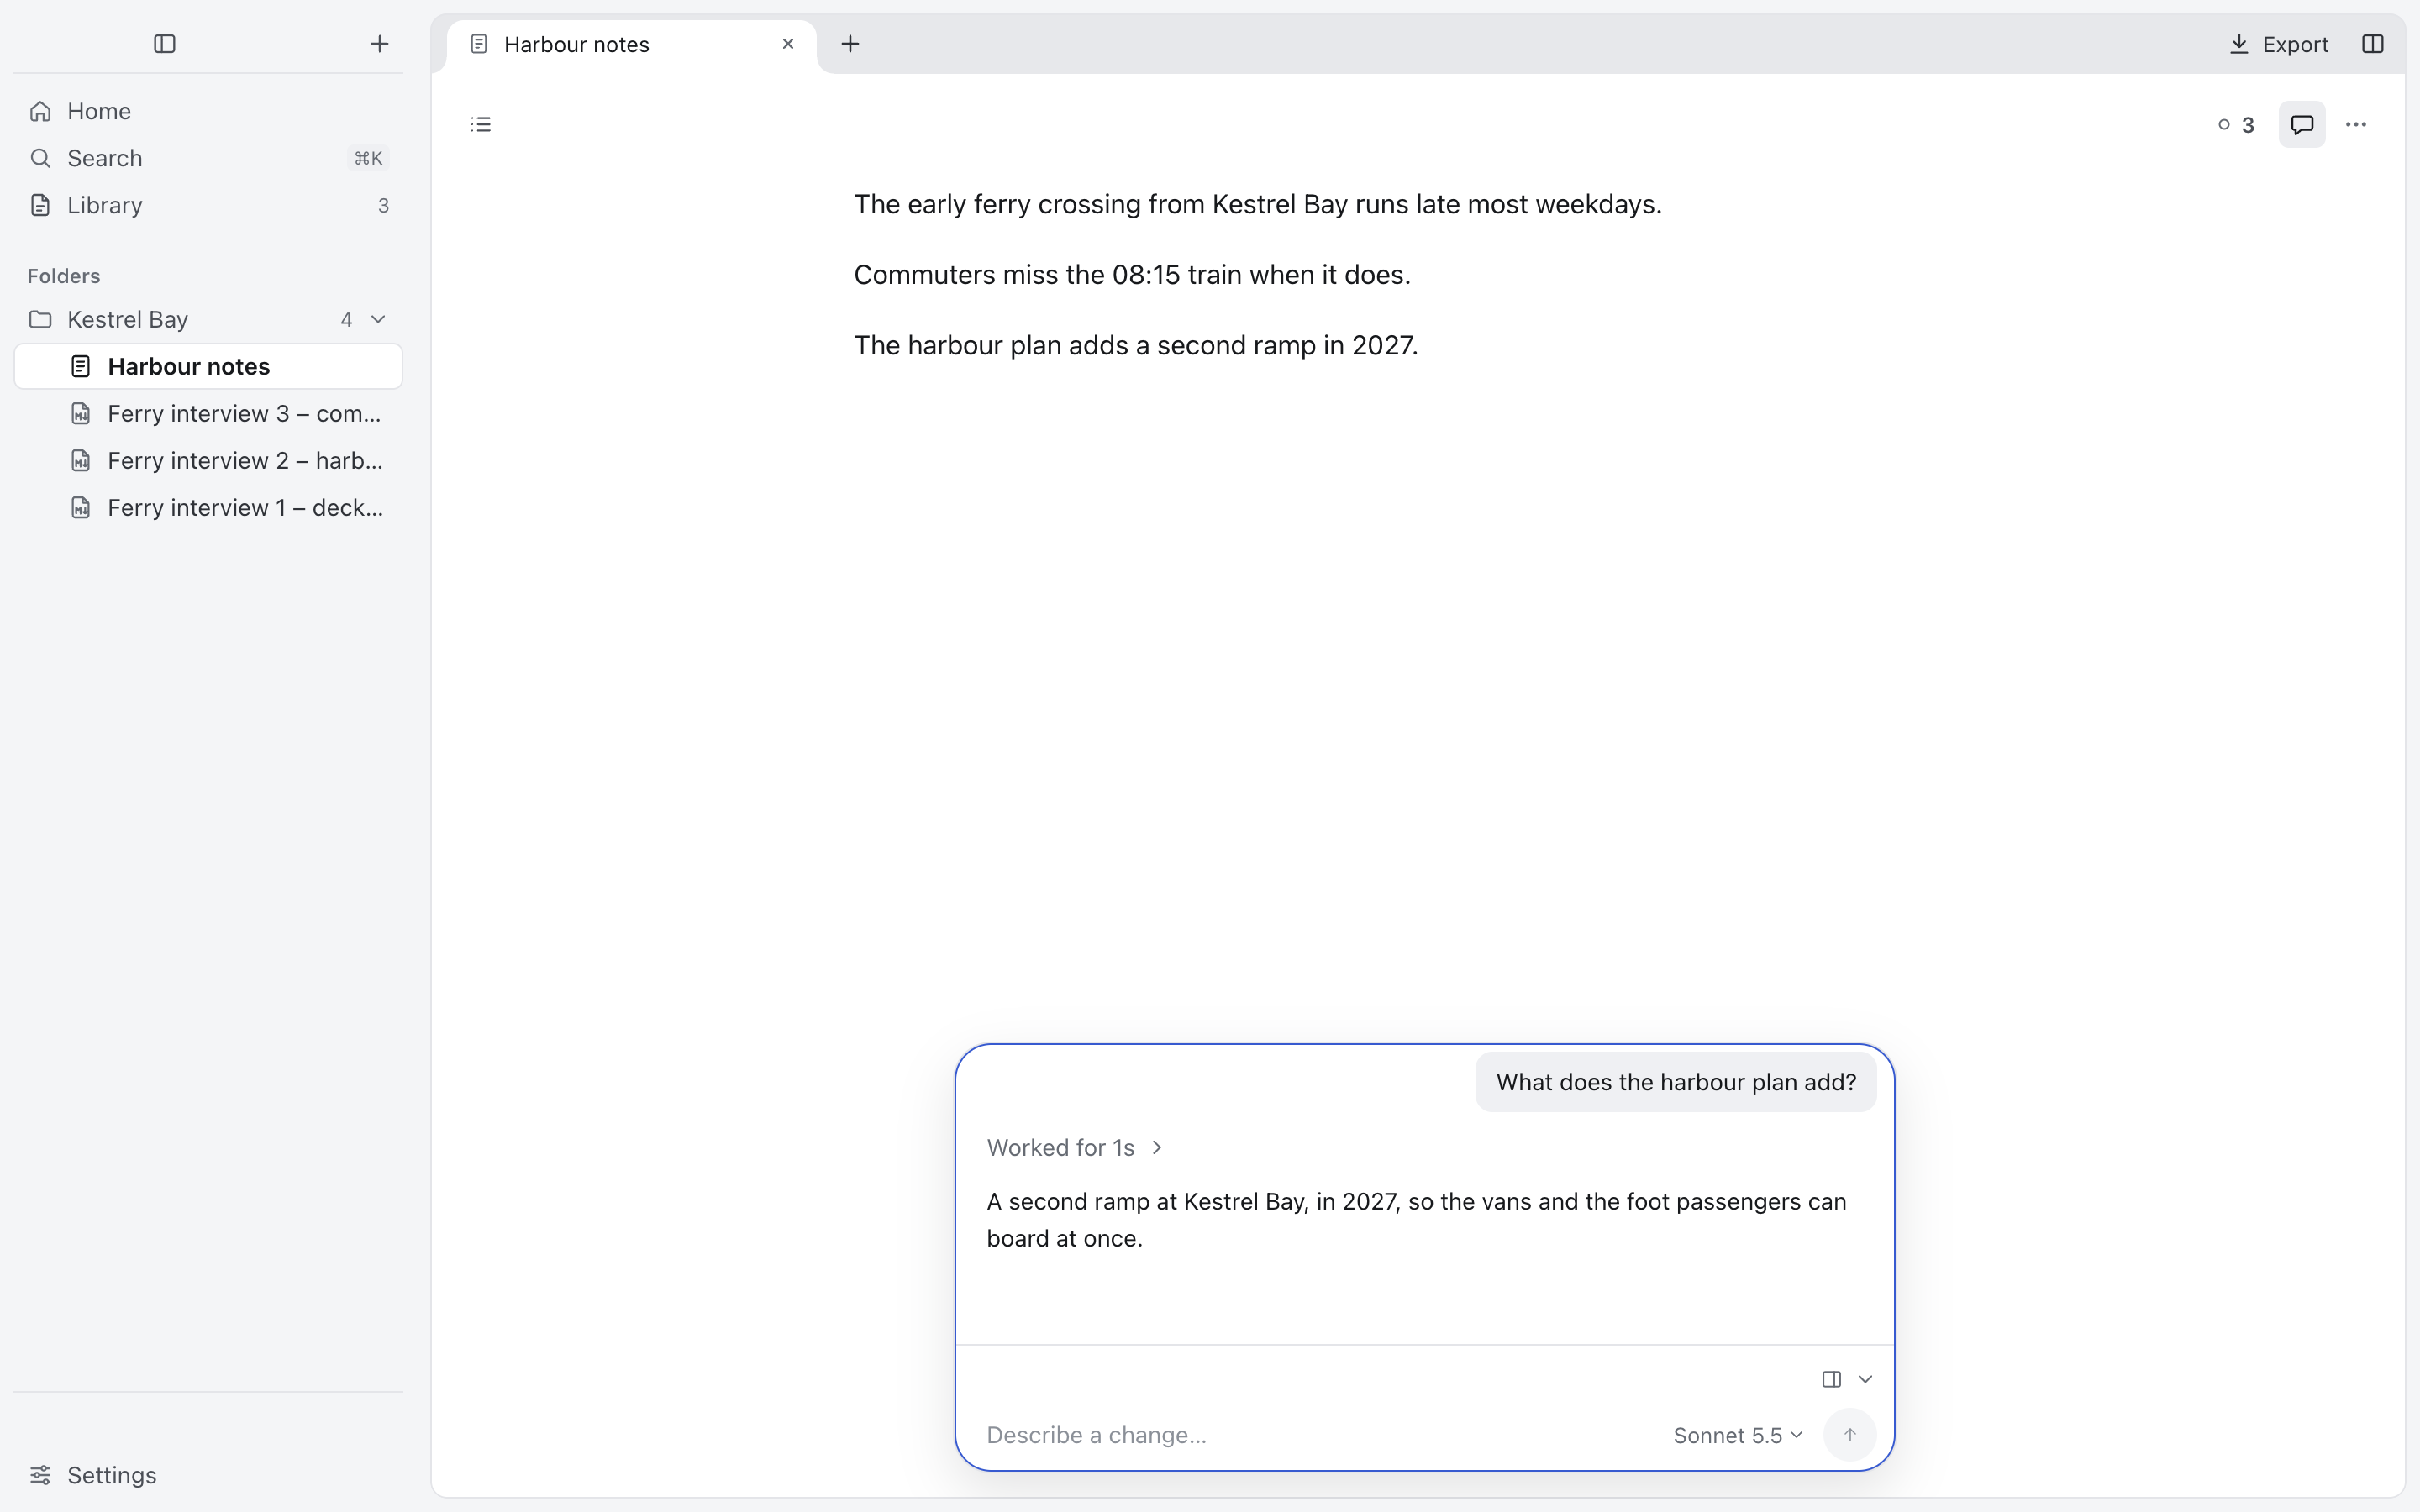 Home
Search ⌘K
Library 3
Folders
Kestrel Bay 4
Harbour notes
Ferry interview 3 – com...
Ferry interview 2 – harb...
Ferry interview 1 – deck...
Settings
Harbour notes
Export
3
The early ferry crossing from Kestrel Bay runs late most weekdays.
Commuters miss the 08:15 train when it does.
The harbour plan adds a second ramp in 2027.
What does the harbour plan add?
Worked for 1s
A second ramp at Kestrel Bay, in 2027, so the vans and the foot passengers can
board at once.
Describe a change...
Sonnet 5.5